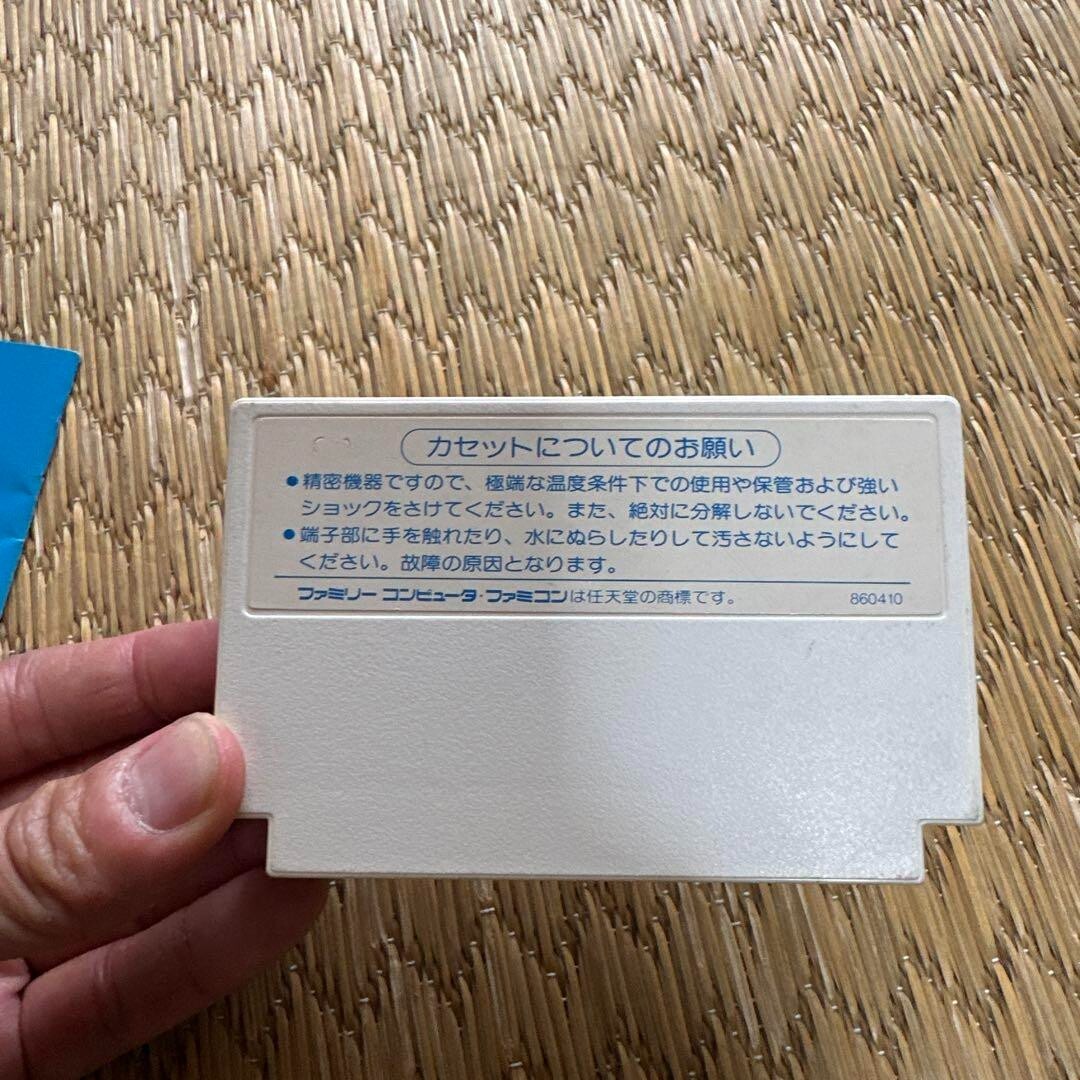 カセットについてのお願い
●精密機器ですので、極端な温度条件下での使用や保管および強い
ショックをさけてください。また、絶対に分解しないでください。
●端子部に手を触れたり、水にぬらしたりして汚さないようにして
ください。故障の原因となります。
ファミリー コンピュータ・ファミコンは任天堂の商標です。 860410